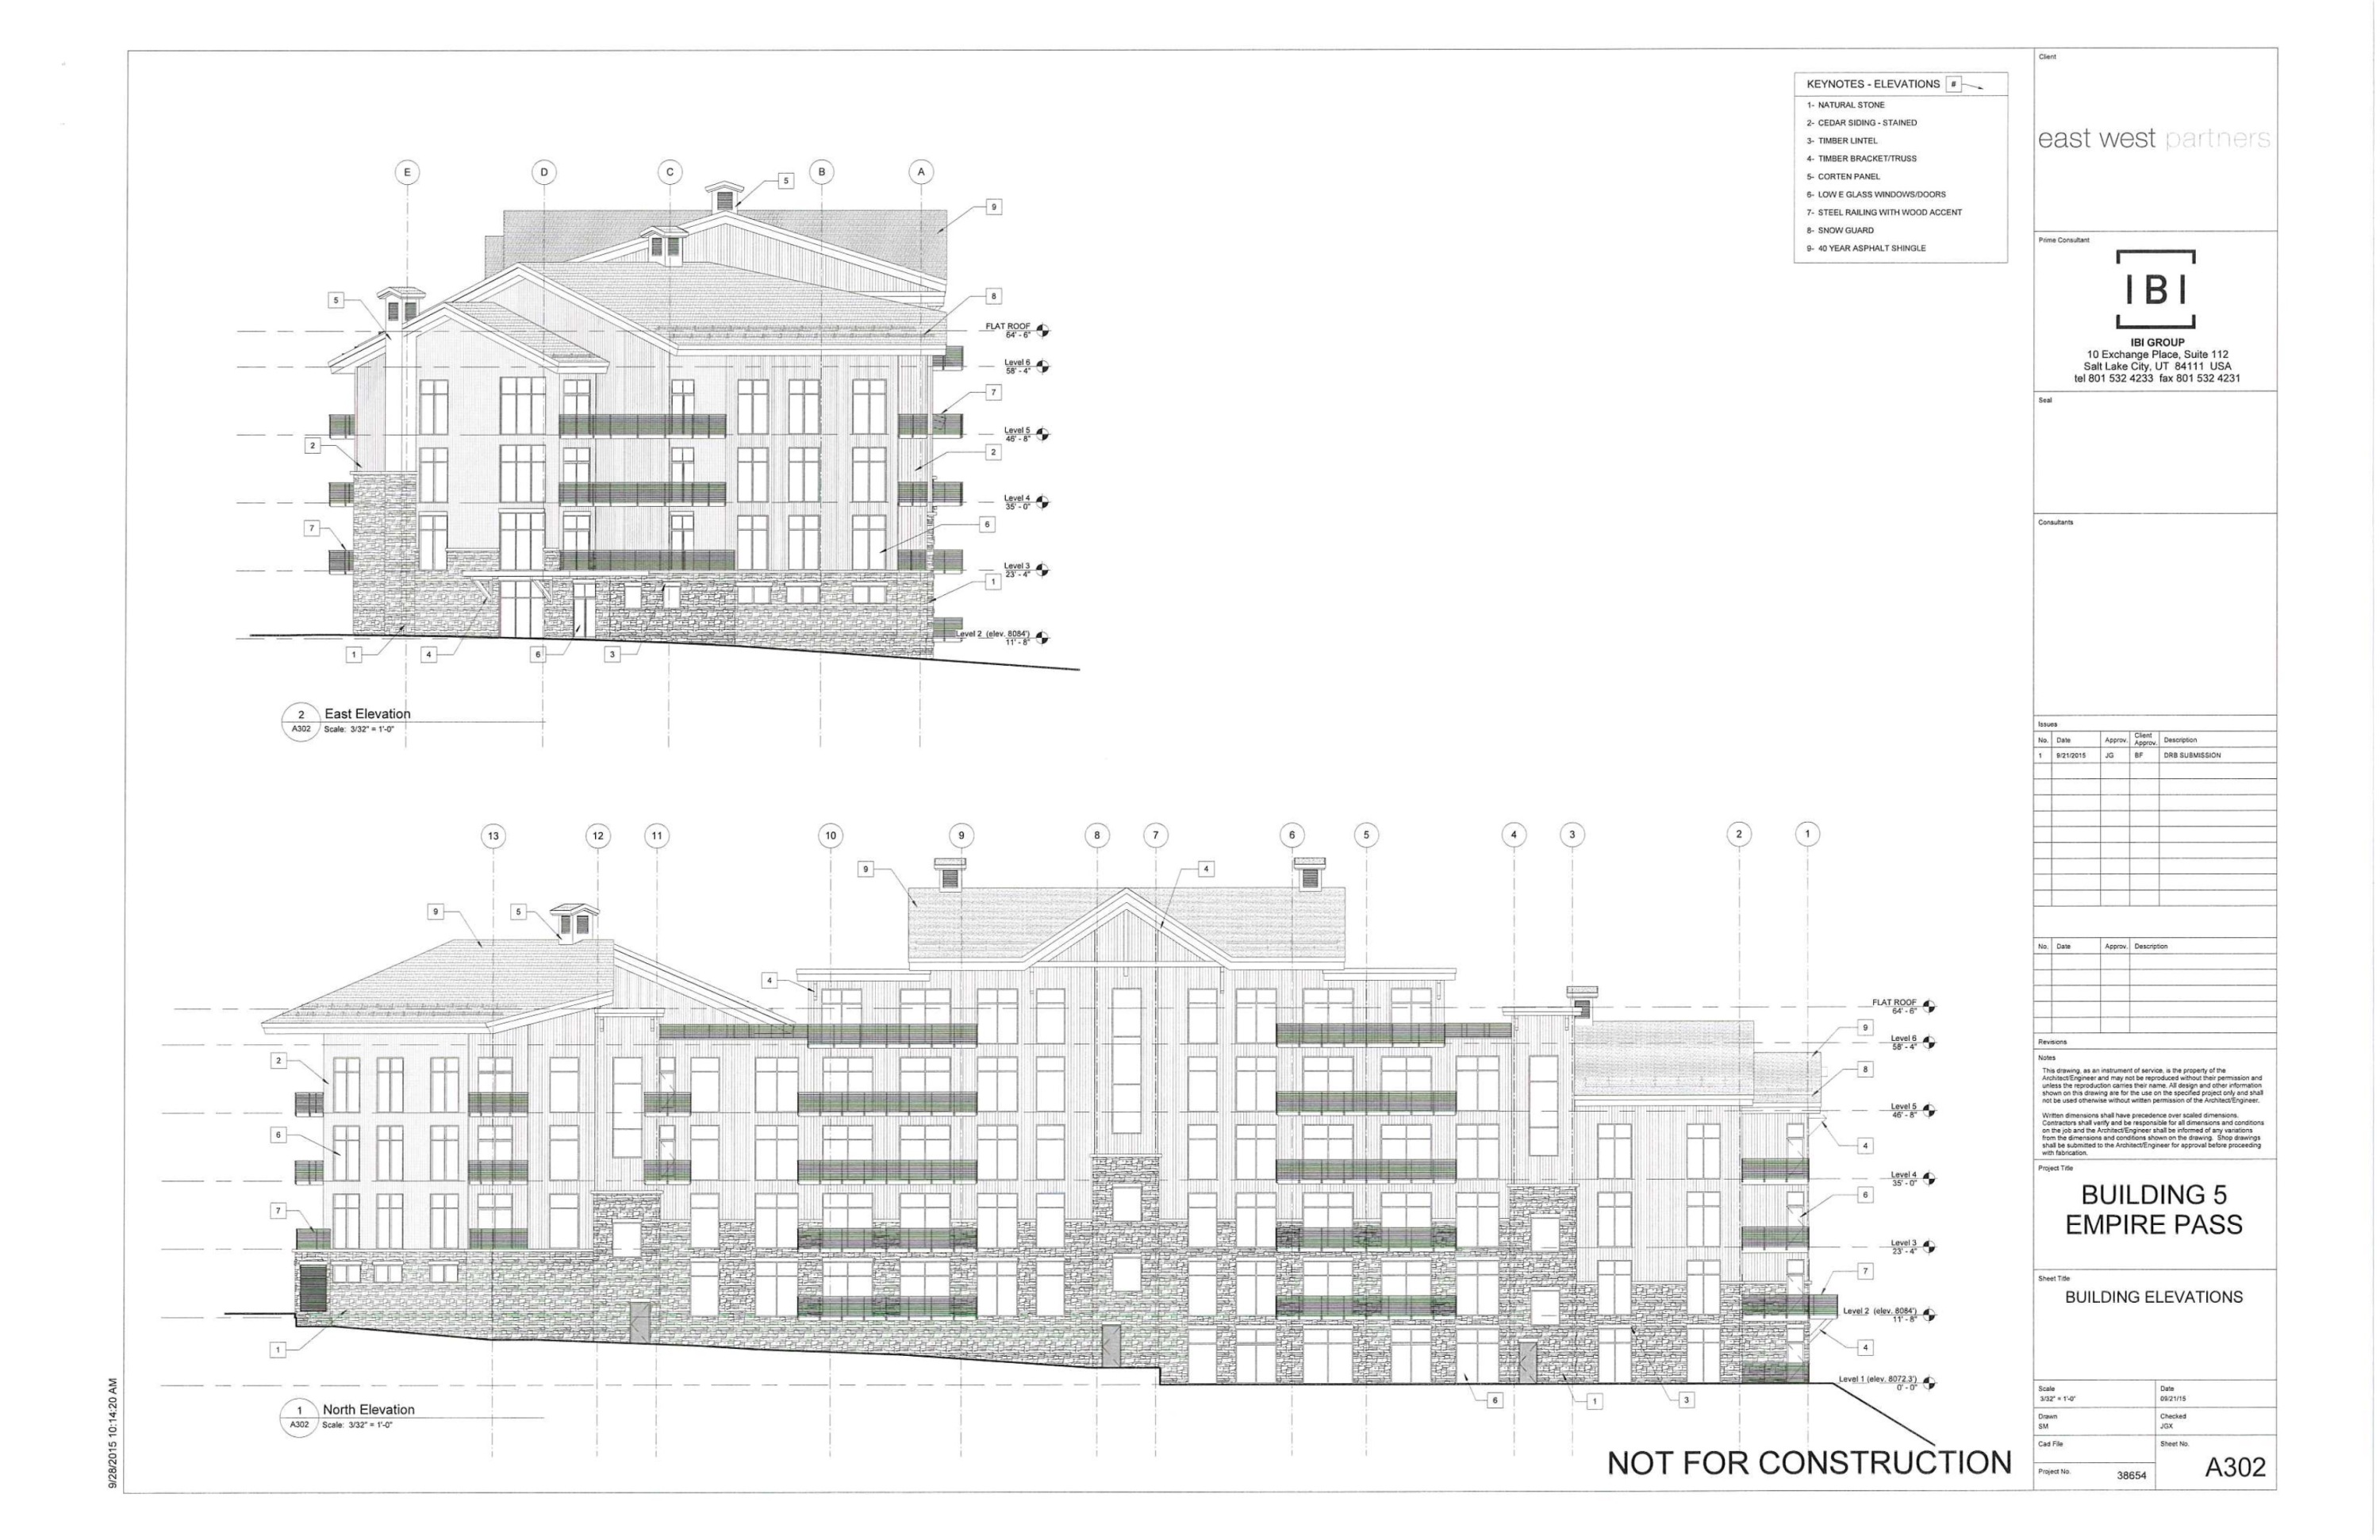 KEYNOTES - ELEVATIONS #
1- NATURAL STONE
2- CEDAR SIDING - STAINED
3- TIMBER LINTEL
4- TIMBER BRACKET/TRUSS
5- CORTEN PANEL
6- LOW E GLASS WINDOWS/DOORS
7- STEEL RAILING WITH WOOD ACCENT
8- SNOW GUARD
9- 40 YEAR ASPHALT SHINGLE
E D C B A
5
9
5
8
FLAT ROOF
64' - 6"
Level 6
58' - 4"
7
Level 5
46' - 8"
2
2
Level 4
35' - 0"
7
6
Level 3
23' - 4"
1
Level 2 (elev. 8084')
11' - 8"
1 4 6 3
2 East Elevation
A302 Scale: 3/32" = 1'-0"
13 12 11 10 9 8 7 6 5 4 3 2 1
9 4
9 5
4
FLAT ROOF
64' - 6"
9
Level 6
58' - 4"
2
8
Level 5
46' - 8"
6
4
Level 4
35' - 0"
6
7
Level 3
23' - 4"
7
Level 2 (elev. 8084')
11' - 8"
1
4
Level 1 (elev. 8072.3')
0' - 0"
6 1 3
1 North Elevation
A302 Scale: 3/32" = 1'-0"
NOT FOR CONSTRUCTION
9/28/2015 10:14:20 AM
Client
east west partners
Prime Consultant
IBI
IBI GROUP
10 Exchange Place, Suite 112
Salt Lake City, UT 84111 USA
tel 801 532 4233 fax 801 532 4231
Seal
Consultants
Issues
No. Date Approv. Client Approv. Description
1 9/21/2015 JG BF DRB SUBMISSION
No. Date Approv. Description
Revisions
Notes
This drawing, as an instrument of service, is the property of the
Architect/Engineer and may not be reproduced without their permission and
unless the reproduction carries their name. All design and other information
shown on this drawing are for the use on the specified project only and shall
not be used otherwise without written permission of the Architect/Engineer.
Written dimensions shall have precedence over scaled dimensions.
Contractors shall verify and be responsible for all dimensions and conditions
on the job and the Architect/Engineer shall be informed of any variations
from the dimensions and conditions shown on the drawing. Shop drawings
shall be submitted to the Architect/Engineer for approval before proceeding
with fabrication.
Project Title
BUILDING 5
EMPIRE PASS
Sheet Title
BUILDING ELEVATIONS
Scale Date
3/32" = 1'-0" 09/21/15
Drawn Checked
SM JGX
Cad File Sheet No.
A302
Project No. 38654